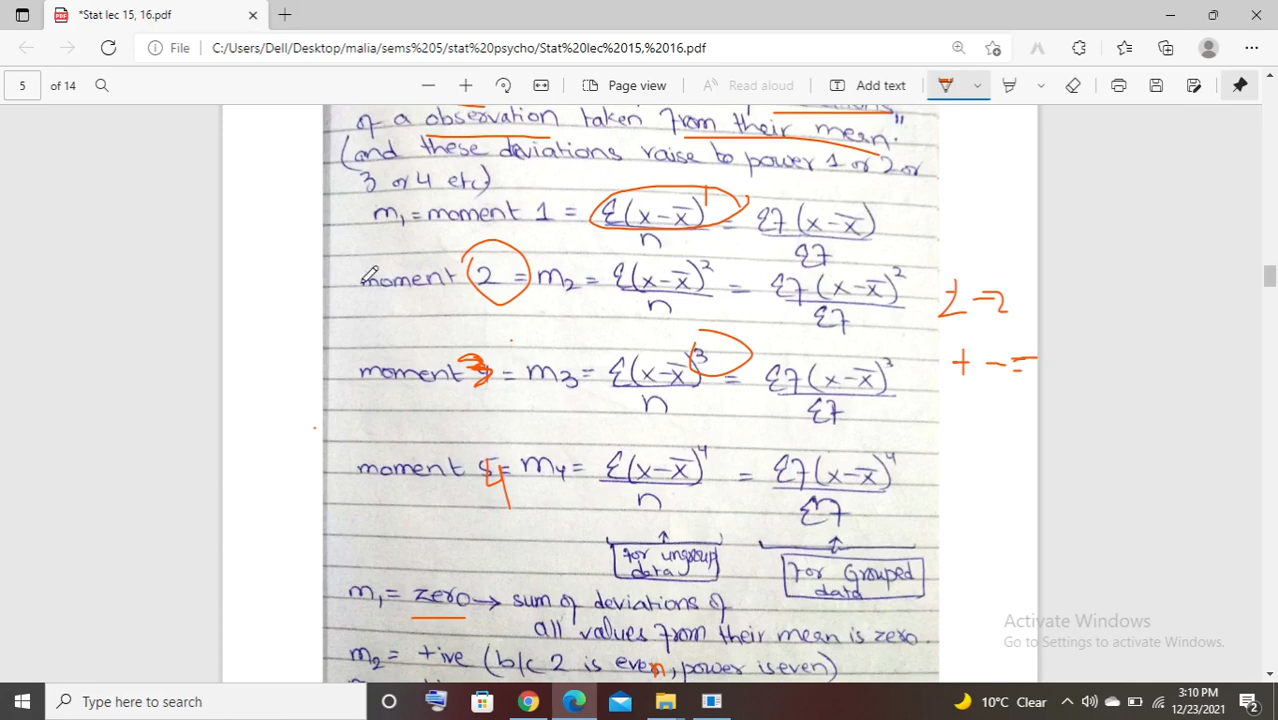 *Stat lec 15, 16.pdf
File C:/Users/Dell/Desktop/malia/sems%205/stat%20psycho/Stat%20lec%2015,%2016.pdf
5 of 14 Page view Read aloud Add text
of a observation taken from their mean."
(and these deviations raise to power 1 or 2 or
3 or 4 etc)
m₁ = moment 1 = Σ(x-x̄)¹/n = Σf(x-x̄)/Σf
moment 2 = m₂ = Σ(x-x̄)²/n = Σf(x-x̄)²/Σf
+ - =
moment 3 = m₃ = Σ(x-x̄)³/n = Σf(x-x̄)³/Σf
moment 4 = m₄ = Σ(x-x̄)⁴/n = Σf(x-x̄)⁴/Σf
for ungroup data
for Grouped data
m₁ = zero → sum of deviations of
all values from their mean is zero.
m₂ = +ive (b/c 2 is even, power is even)
Activate Windows
Go to Settings to activate Windows.
Type here to search
10°C Clear
3:10 PM
12/23/2021
2